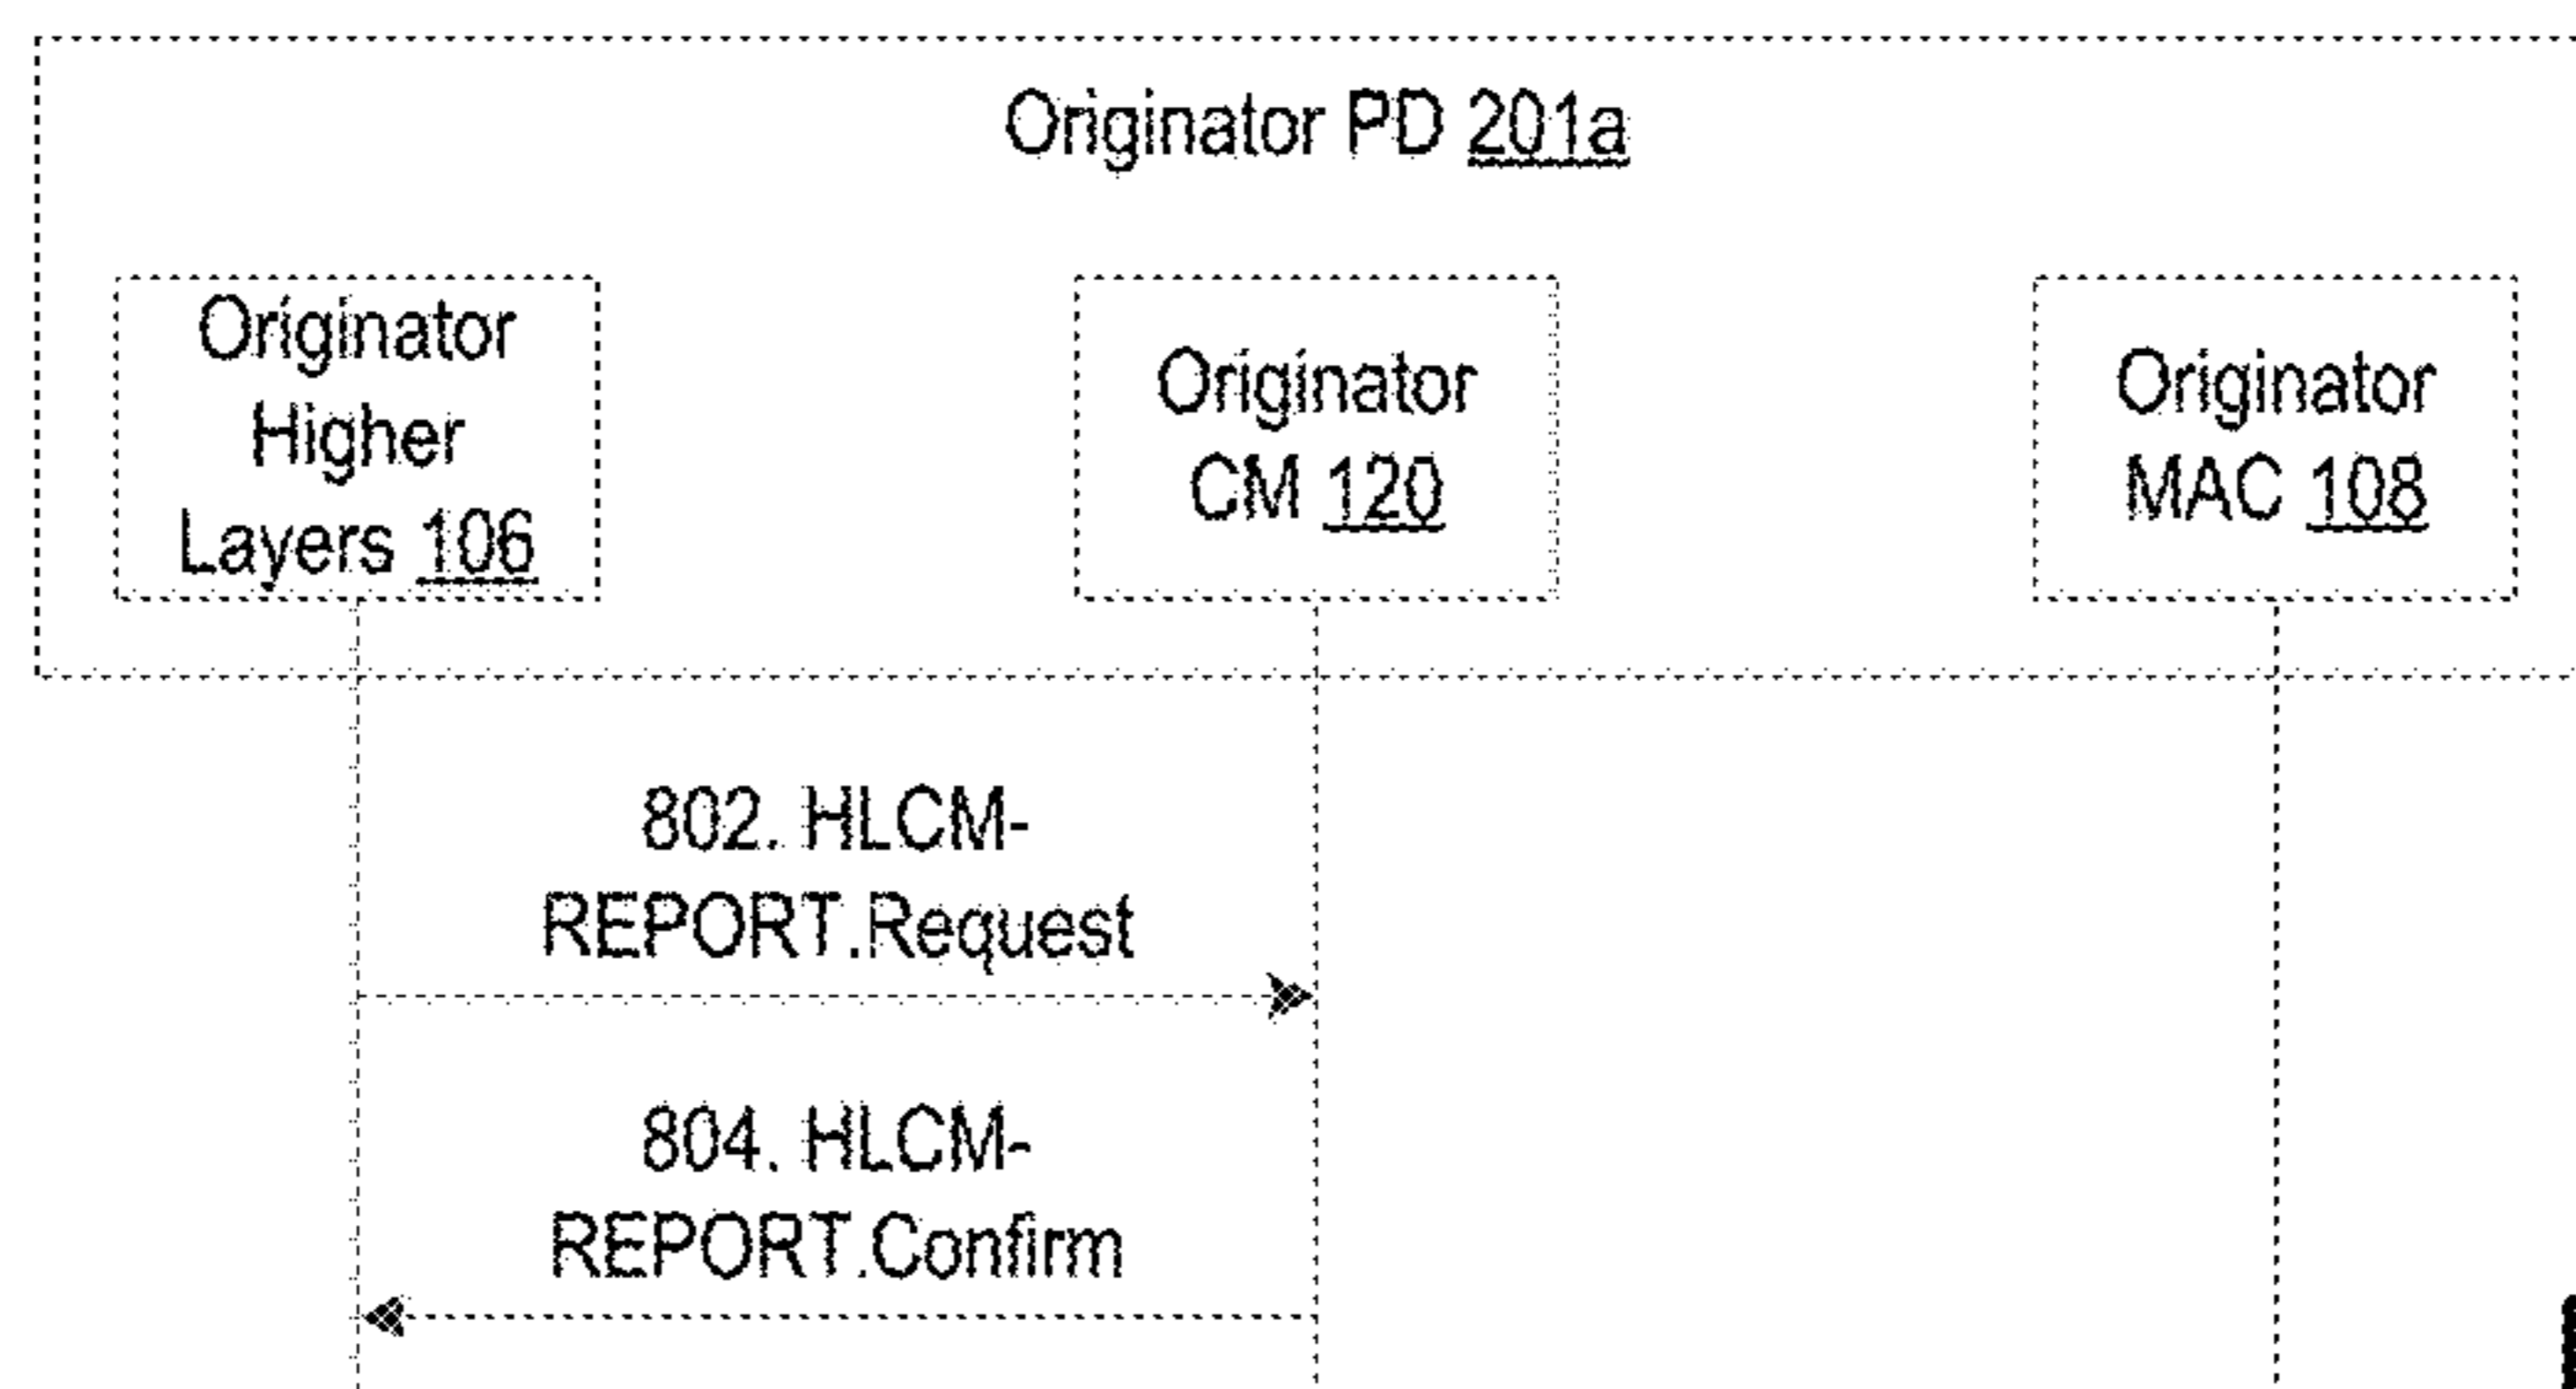 Originator PD 201a
Originator
Higher
Layers 106
Originator
CM 120
Originator
MAC 108
802. HLCM-
REPORT.Request
804. HLCM-
REPORT.Confirm